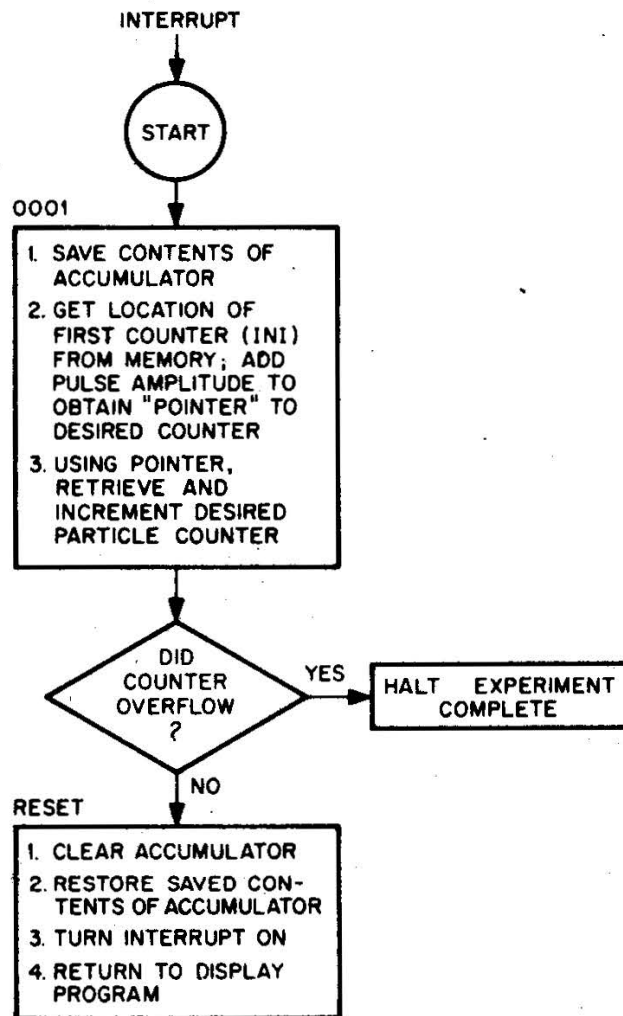 INTERRUPT
START
0001
1. SAVE CONTENTS OF
ACCUMULATOR
2. GET LOCATION OF
FIRST COUNTER (INI)
FROM MEMORY; ADD
PULSE AMPLITUDE TO
OBTAIN "POINTER" TO
DESIRED COUNTER
3. USING POINTER,
RETRIEVE AND
INCREMENT DESIRED
PARTICLE COUNTER
DID
COUNTER
OVERFLOW
?
YES
HALT EXPERIMENT
COMPLETE
NO
RESET
1. CLEAR ACCUMULATOR
2. RESTORE SAVED CON-
TENTS OF ACCUMULATOR
3. TURN INTERRUPT ON
4. RETURN TO DISPLAY
PROGRAM